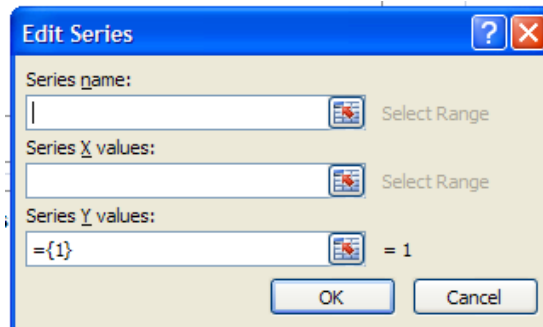 Edit Series
Series name:
Select Range
Series X values:
Select Range
Series Y values:
={1}
= 1
OK
Cancel